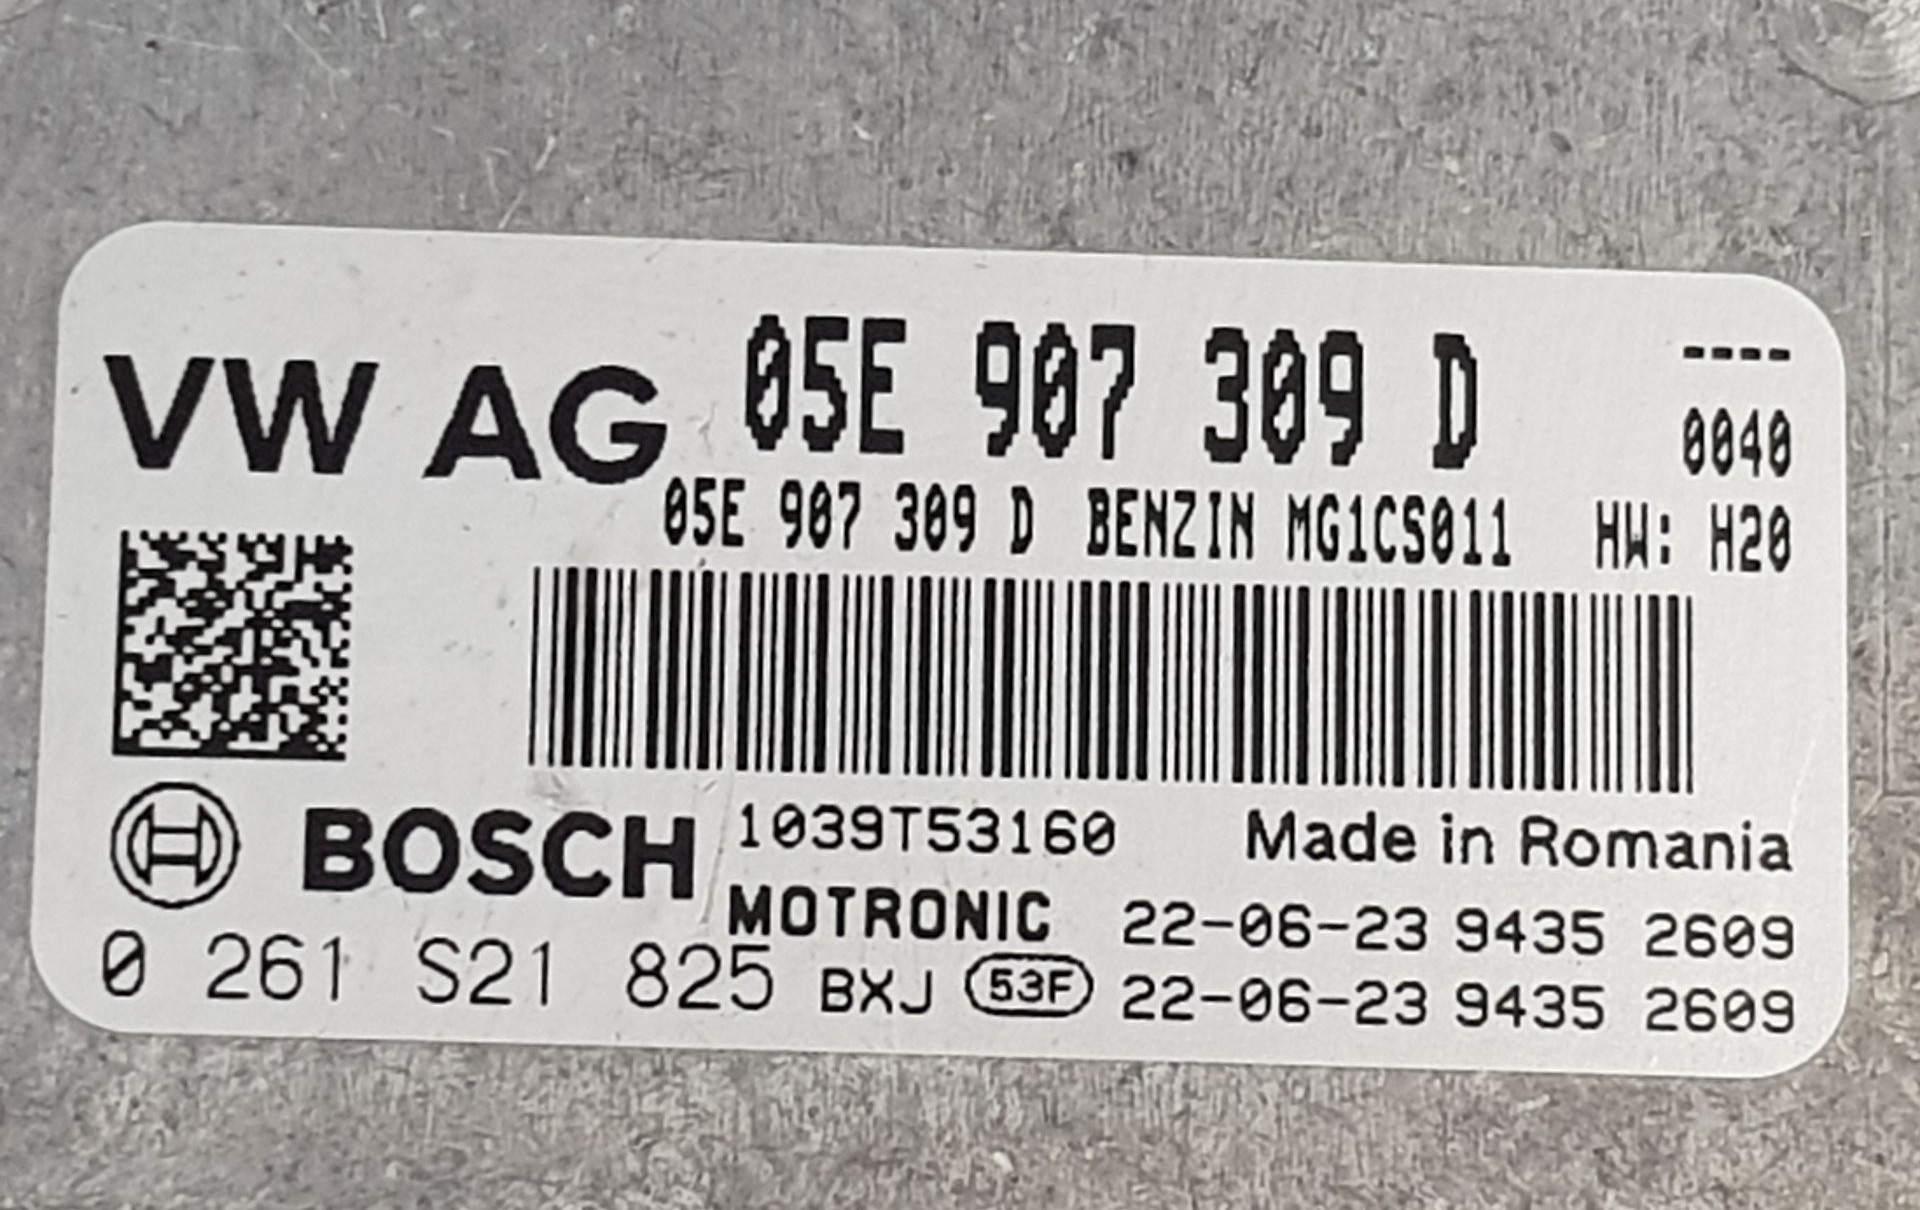 VW AG 05E 907 309 D ----
0040
05E 907 309 D BENZIN MG1CS011 HW: H20
BOSCH 1039T53160 Made in Romania
MOTRONIC 22-06-23 9435 2609
0 261 S21 825 BXJ 53F 22-06-23 9435 2609